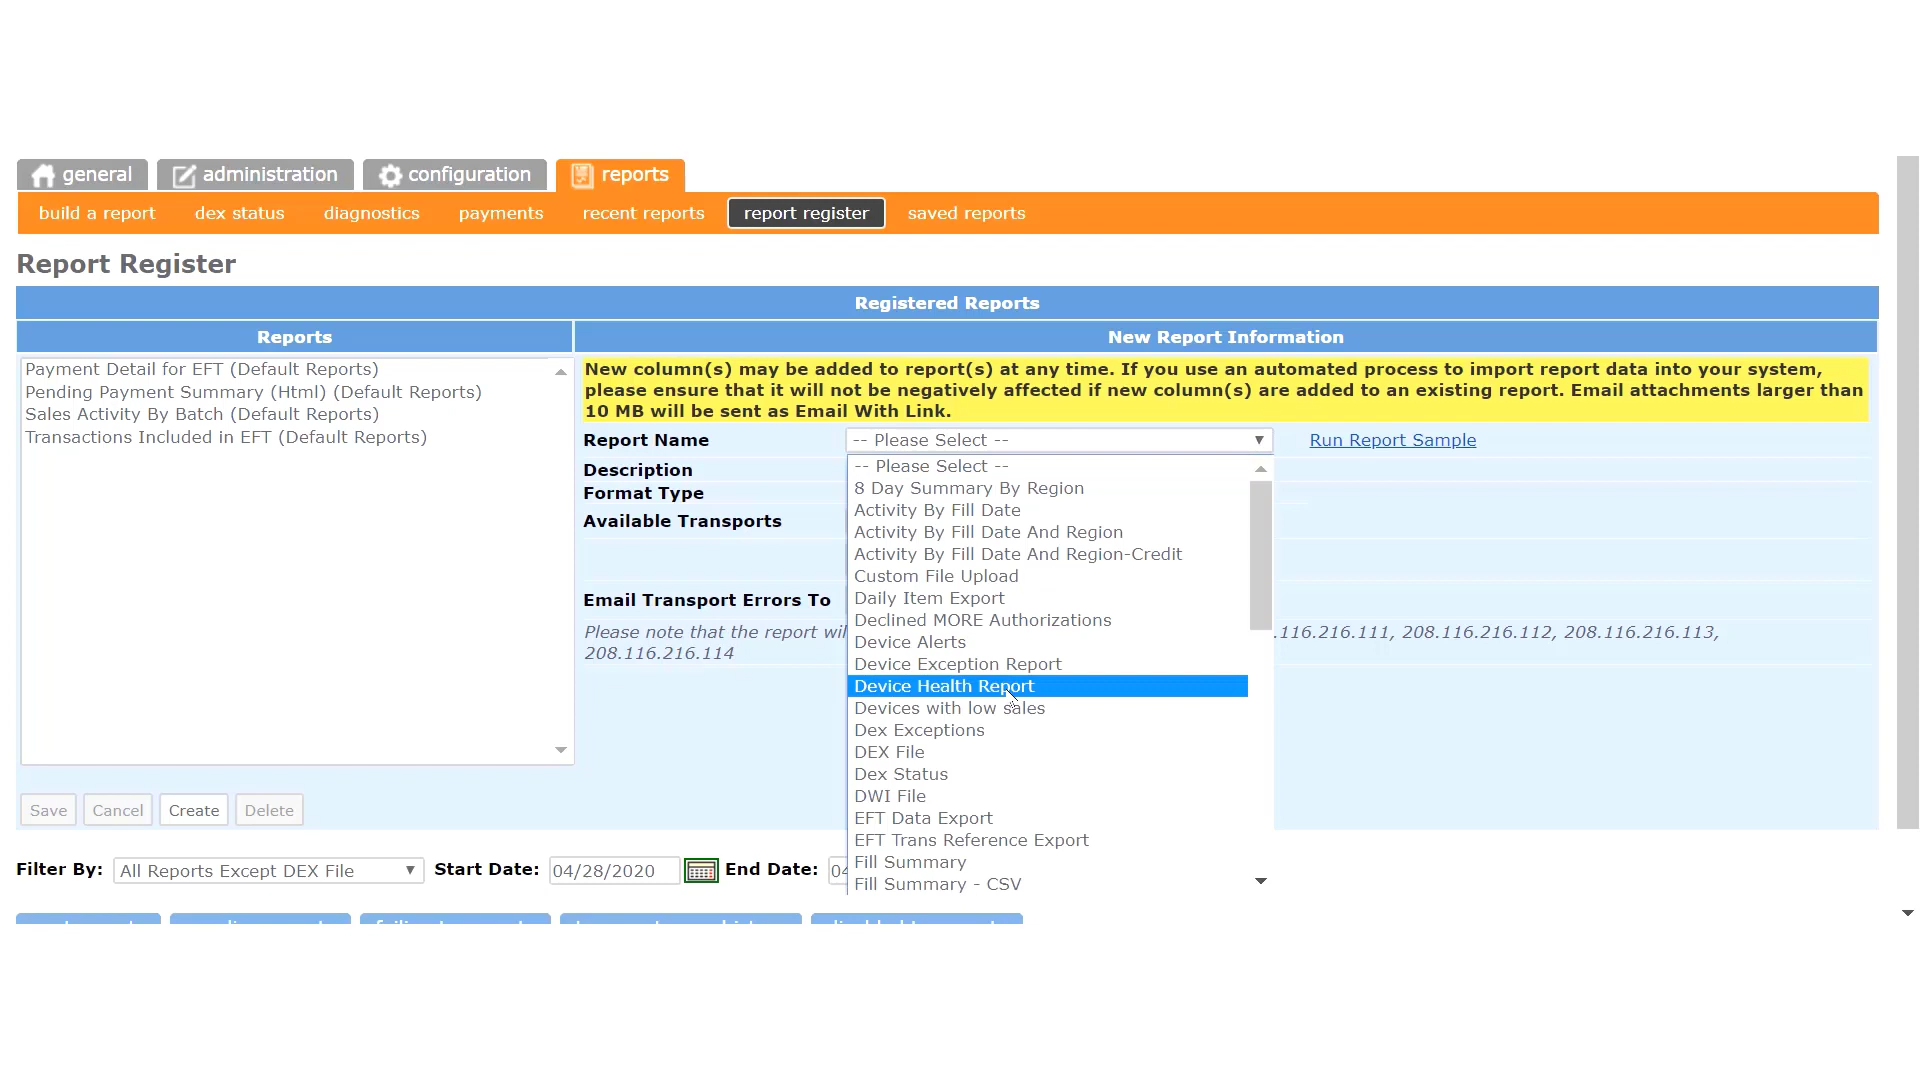 general
administration
configuration
reports
build a report
dex status
diagnostics
payments
recent reports
report register
saved reports
Report Register
Registered Reports
Reports
New Report Information
Payment Detail for EFT (Default Reports)
Pending Payment Summary (Html) (Default Reports)
Sales Activity By Batch (Default Reports)
Transactions Included in EFT (Default Reports)
New column(s) may be added to report(s) at any time. If you use an automated process to import report data into your system,
please ensure that it will not be negatively affected if new column(s) are added to an existing report. Email attachments larger than
10 MB will be sent as Email With Link.
Report Name
-- Please Select --
Run Report Sample
Description
Format Type
Available Transports
Email Transport Errors To
Please note that the report wil
.116.216.111, 208.116.216.112, 208.116.216.113,
208.116.216.114
-- Please Select --
8 Day Summary By Region
Activity By Fill Date
Activity By Fill Date And Region
Activity By Fill Date And Region-Credit
Custom File Upload
Daily Item Export
Declined MORE Authorizations
Device Alerts
Device Exception Report
Device Health Report
Devices with low sales
Dex Exceptions
DEX File
Dex Status
DWI File
EFT Data Export
EFT Trans Reference Export
Fill Summary
Fill Summary - CSV
Save
Cancel
Create
Delete
Filter By:
All Reports Except DEX File
Start Date:
04/28/2020
End Date:
04